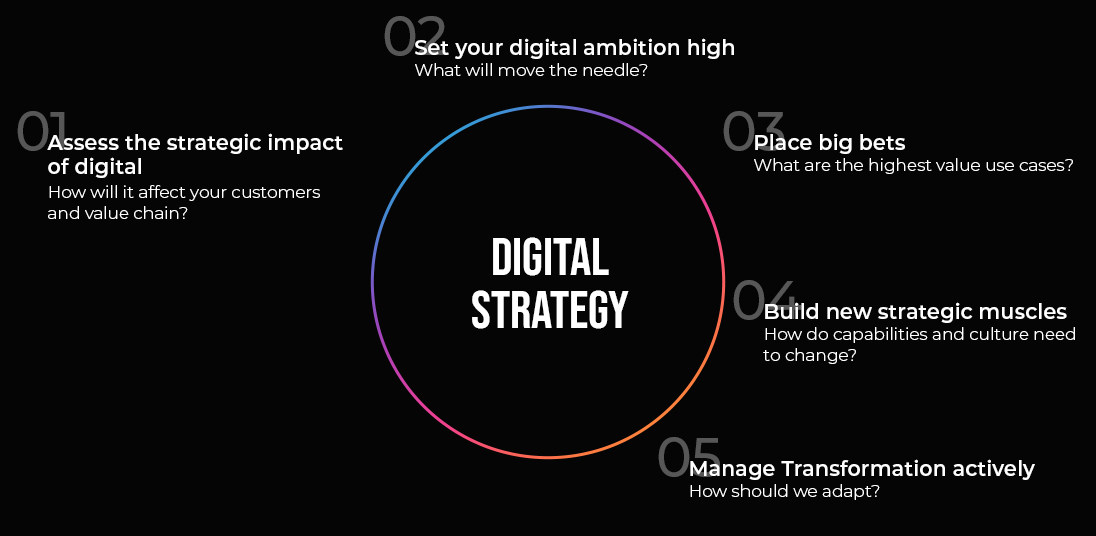 01
Assess the strategic impact
of digital
How will it affect your customers
and value chain?
02
Set your digital ambition high
What will move the needle?
03
Place big bets
What are the highest value use cases?
04
Build new strategic muscles
How do capabilities and culture need
to change?
05
Manage Transformation actively
How should we adapt?
DIGITAL
STRATEGY